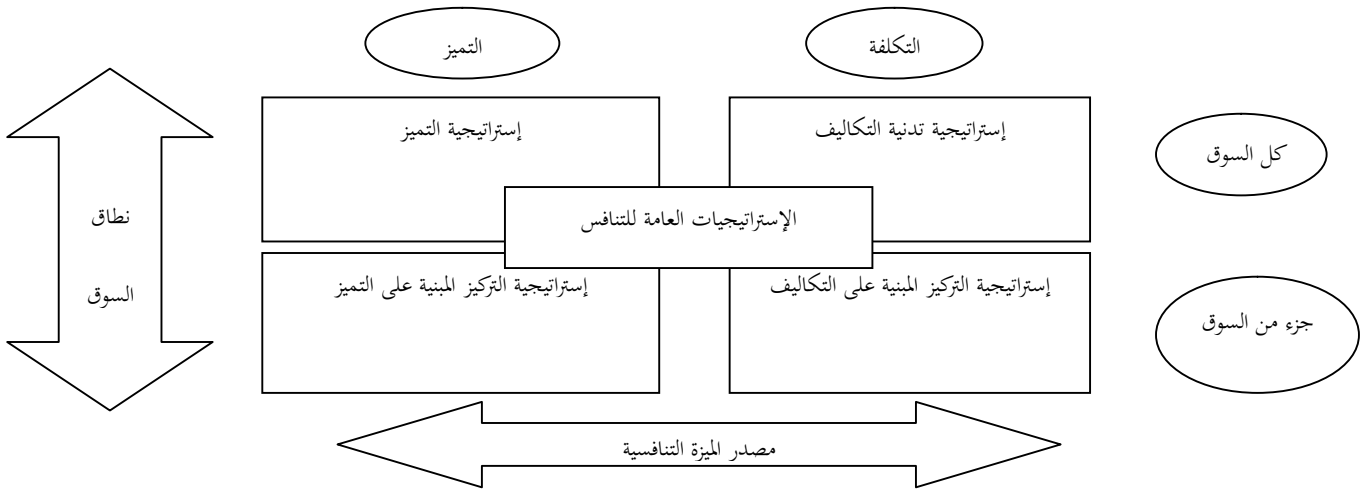 التكلفة
التميز
كل السوق
إستراتيجية تدنية التكاليف
إستراتيجية التميز
الإستراتيجيات العامة للتنافس
نطاق
السوق
جزء من السوق
إستراتيجية التركيز المبنية على التكاليف
إستراتيجية التركيز المبنية على التميز
مصدر الميزة التنافسية